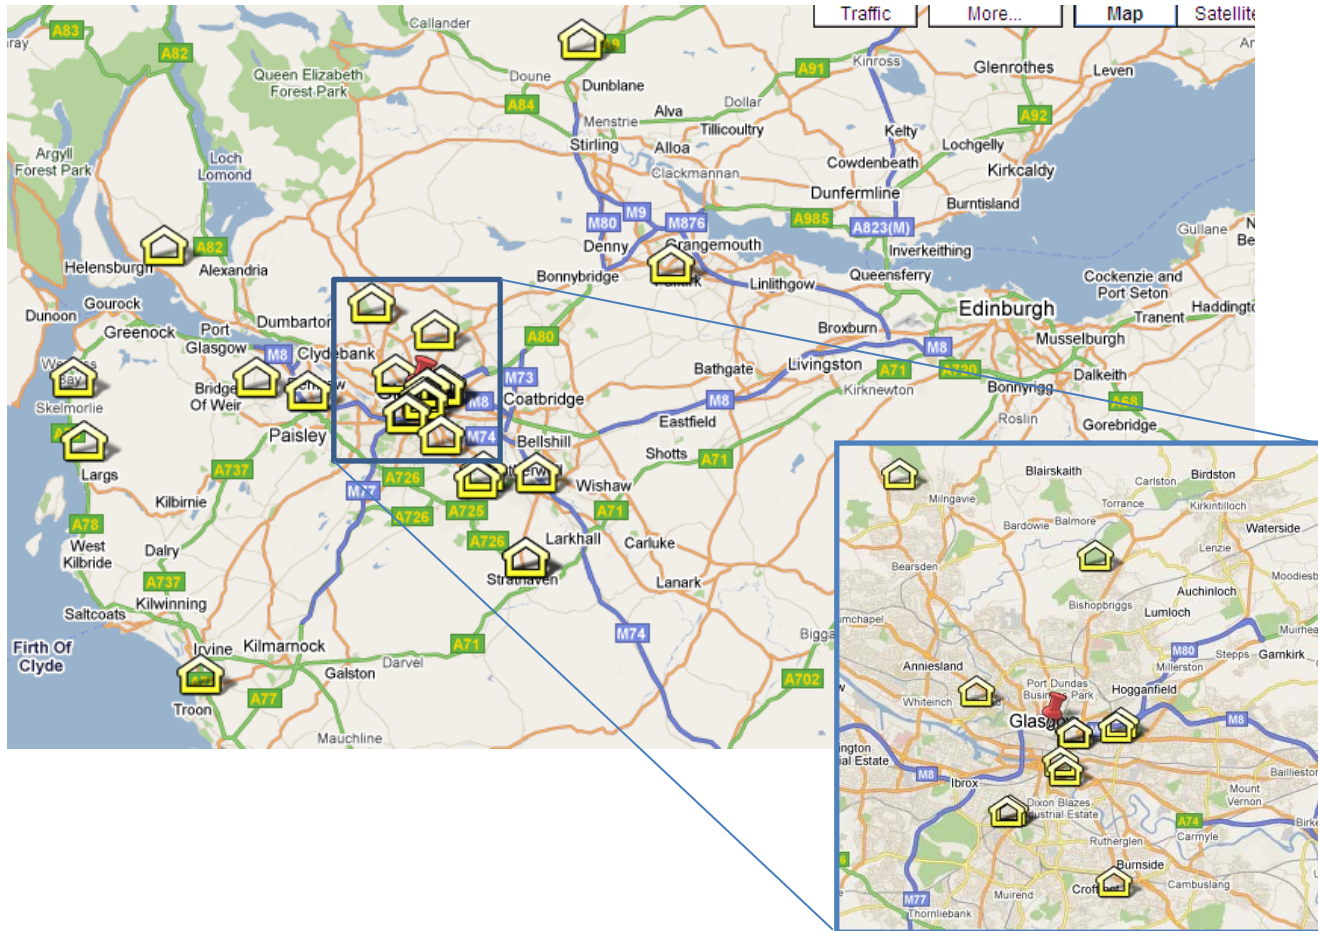 Traffic
More...
Map
Satellite
A83
A82
Callander
A9
Queen Elizabeth
Forest Park
Doune
Dunblane
A91
Kinross
Glenrothes
Leven
A84
Menstrie
Alva
Dollar
Tillicoultry
A92
Argyll
Forest Park
Loch
Lomond
Stirling
Alloa
Clackmannan
Kelty
Lochgelly
Cowdenbeath
Kirkcaldy
Dunfermline
Burntisland
M9
M80
M876
A985
A823(M)
Gullane
A82
Helensburgh
Alexandria
Denny
Grangemouth
Inverkeithing
Bonnybridge
Linlithgow
Queensferry
Cockenzie and
Port Seton
Gourock
Dunoon
Greenock
Port
Glasgow
Dumbarton
Edinburgh
Tranent
Haddington
A80
Broxburn
Musselburgh
M8
Clydebank
Livingston
M8
Bathgate
A71
A720
Dalkeith
Bridge
Of Weir
M73
Kirknewton
Bonnyrigg
Skelmorlie
Coatbridge
M8
M8
A68
Roslin
Paisley
M74
Eastfield
Gorebridge
Bellshill
Largs
A737
A726
Shotts
A71
Kilbirnie
M77
Wishaw
A78
A726
A725
A71
West
Kilbride
Dalry
A726
Larkhall
Carluke
A737
Strathaven
Lanark
Kilwinning
Saltcoats
M74
Firth Of
Clyde
Irvine
Kilmarnock
A71
Galston
Darvel
A702
A77
Troon
Mauchline
Blairskaith
Birdston
Carlston
Milngavie
Torrance
Kirkintilloch
Balmore
Bardowie
Waterside
Lenzie
Bearsden
Auchinloch
Bishopbriggs
Lumloch
M80
Stepps
Garnkirk
Anniesland
Millerston
Port Dundas
Business Park
Hogganfield
Whiteinch
Glasgow
M8
M8
Ibrox
Mount
Vernon
Dixon Blazes
Industrial Estate
A74
Carmyle
Rutherglen
Burnside
Cambuslang
Muirend
M77
Thornliebank